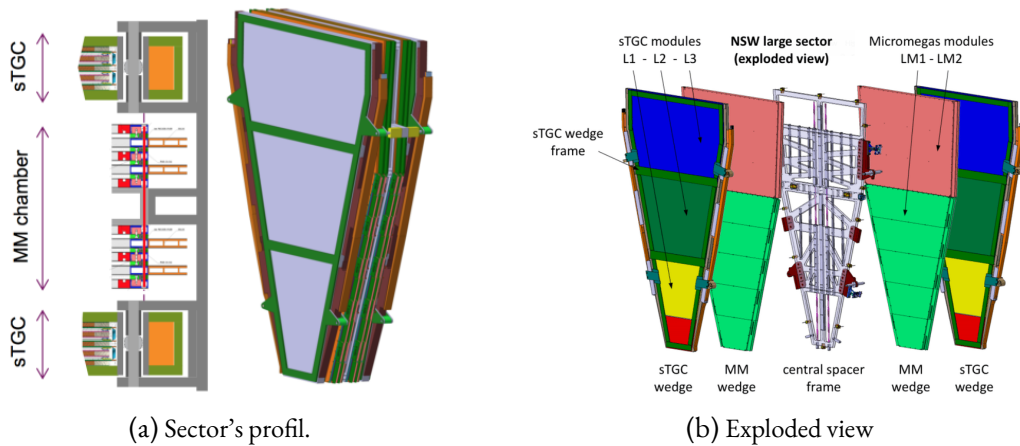 sTGC
MM chamber
sTGC
(a) Sector's profil.
sTGC modules
L1 - L2 - L3
NSW large sector
(exploded view)
Micromegas modules
LM1 - LM2
sTGC wedge
frame
sTGC
wedge
MM
wedge
central spacer
frame
MM
wedge
sTGC
wedge
(b) Exploded view